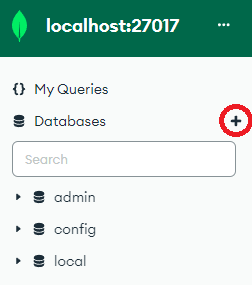 localhost:27017
My Queries
Databases
Search
admin
config
local